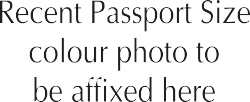 Recent Passport Size
colour photo to
be affixed here